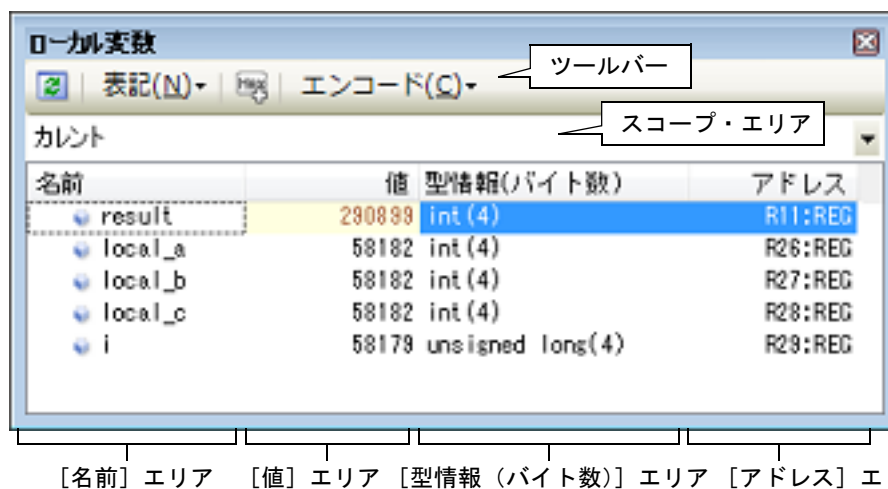 ローカル変数
表記(N) Hex エンコード(C)
ツールバー
カレント
スコープ・エリア
名前 値 型情報(バイト数) アドレス
result 290899 int(4) R11:REG
local_a 58182 int(4) R26:REG
local_b 58182 int(4) R27:REG
local_c 58182 int(4) R28:REG
i 58179 unsigned long(4) R29:REG
[名前] エリア [値] エリア [型情報（バイト数）] エリア [アドレス] エ